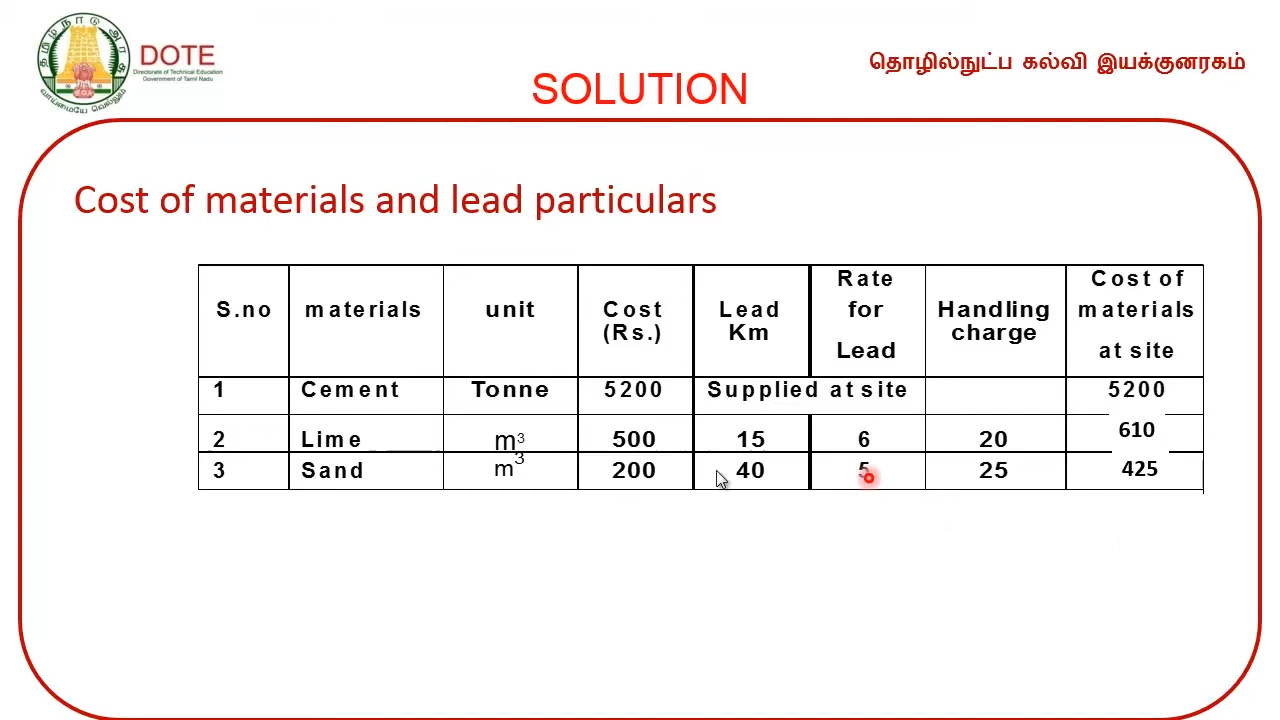 தமிழ்நாடு அரசு
வாய்மையே வெல்லும்
DOTE
Directorate of Technical Education
Government of Tamil Nadu
தொழில்நுட்ப கல்வி இயக்குனரகம்
SOLUTION
Cost of materials and lead particulars
S.no materials unit Cost (Rs.) Lead Km Rate for Lead Handling charge Cost of materials at site
1 Cement Tonne 5200 Supplied at site 5200
2 Lime m³ 500 15 6 20 610
3 Sand m³ 200 40 5 25 425